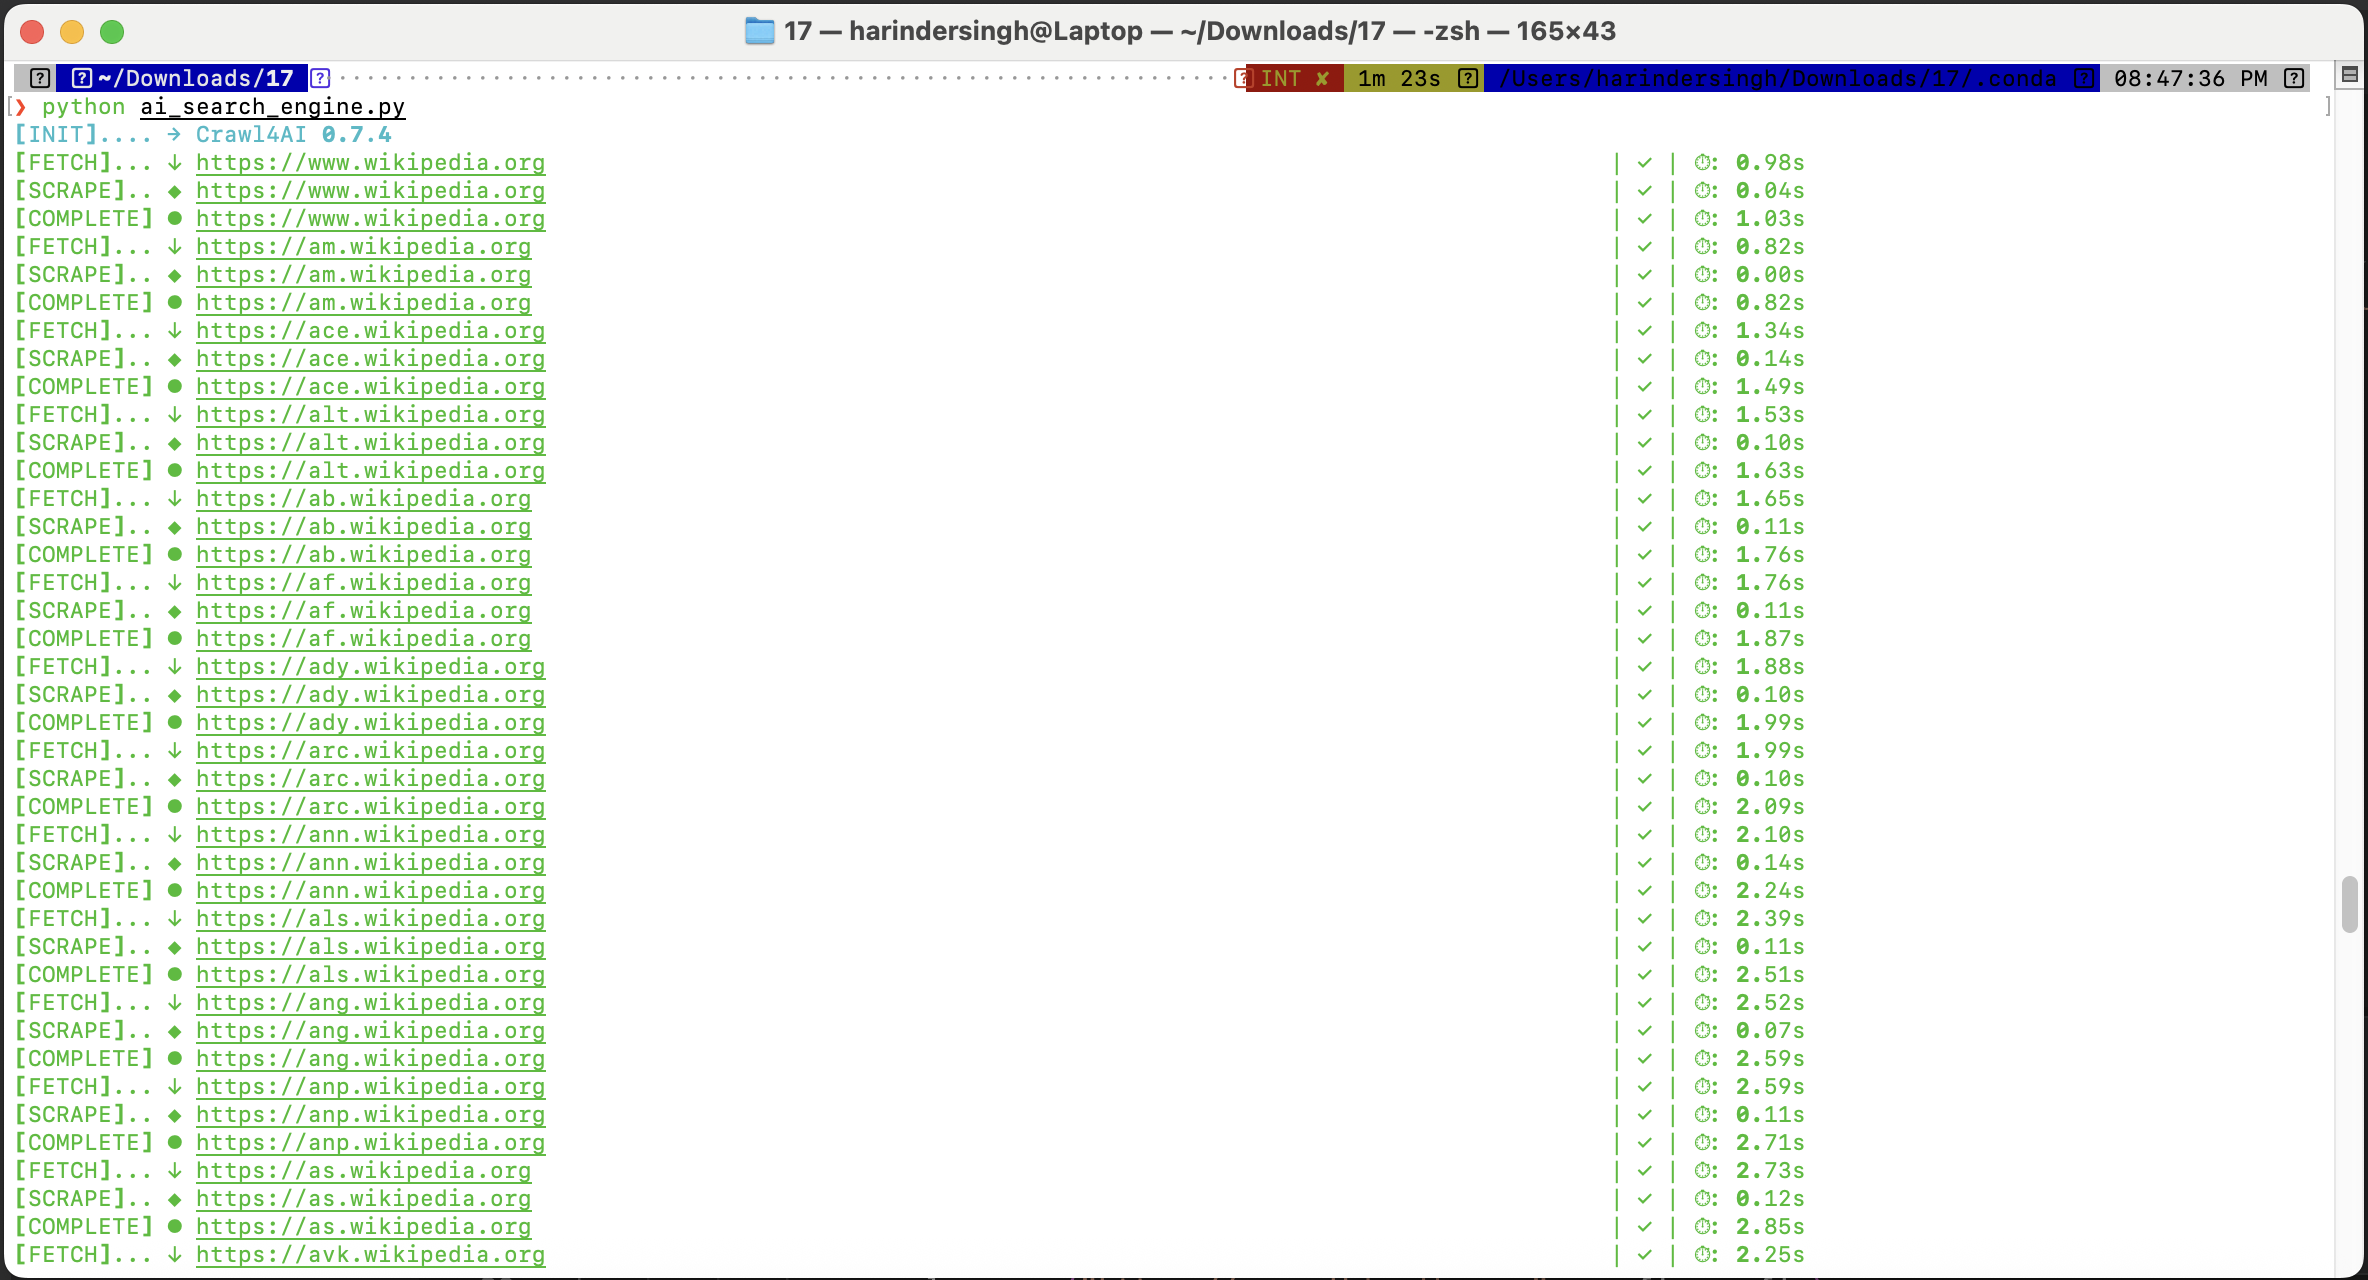 17 — harindersingh@Laptop — ~/Downloads/17 — -zsh — 165×43
~/Downloads/17 INT ✘ 1m 23s /Users/harindersingh/Downloads/17/.conda 08:47:36 PM
❯ python ai_search_engine.py
[INIT].... → Crawl4AI 0.7.4
[FETCH]... ↓ https://www.wikipedia.org | ✓ | ⏱: 0.98s
[SCRAPE].. ◆ https://www.wikipedia.org | ✓ | ⏱: 0.04s
[COMPLETE] ● https://www.wikipedia.org | ✓ | ⏱: 1.03s
[FETCH]... ↓ https://am.wikipedia.org | ✓ | ⏱: 0.82s
[SCRAPE].. ◆ https://am.wikipedia.org | ✓ | ⏱: 0.00s
[COMPLETE] ● https://am.wikipedia.org | ✓ | ⏱: 0.82s
[FETCH]... ↓ https://ace.wikipedia.org | ✓ | ⏱: 1.34s
[SCRAPE].. ◆ https://ace.wikipedia.org | ✓ | ⏱: 0.14s
[COMPLETE] ● https://ace.wikipedia.org | ✓ | ⏱: 1.49s
[FETCH]... ↓ https://alt.wikipedia.org | ✓ | ⏱: 1.53s
[SCRAPE].. ◆ https://alt.wikipedia.org | ✓ | ⏱: 0.10s
[COMPLETE] ● https://alt.wikipedia.org | ✓ | ⏱: 1.63s
[FETCH]... ↓ https://ab.wikipedia.org | ✓ | ⏱: 1.65s
[SCRAPE].. ◆ https://ab.wikipedia.org | ✓ | ⏱: 0.11s
[COMPLETE] ● https://ab.wikipedia.org | ✓ | ⏱: 1.76s
[FETCH]... ↓ https://af.wikipedia.org | ✓ | ⏱: 1.76s
[SCRAPE].. ◆ https://af.wikipedia.org | ✓ | ⏱: 0.11s
[COMPLETE] ● https://af.wikipedia.org | ✓ | ⏱: 1.87s
[FETCH]... ↓ https://ady.wikipedia.org | ✓ | ⏱: 1.88s
[SCRAPE].. ◆ https://ady.wikipedia.org | ✓ | ⏱: 0.10s
[COMPLETE] ● https://ady.wikipedia.org | ✓ | ⏱: 1.99s
[FETCH]... ↓ https://arc.wikipedia.org | ✓ | ⏱: 1.99s
[SCRAPE].. ◆ https://arc.wikipedia.org | ✓ | ⏱: 0.10s
[COMPLETE] ● https://arc.wikipedia.org | ✓ | ⏱: 2.09s
[FETCH]... ↓ https://ann.wikipedia.org | ✓ | ⏱: 2.10s
[SCRAPE].. ◆ https://ann.wikipedia.org | ✓ | ⏱: 0.14s
[COMPLETE] ● https://ann.wikipedia.org | ✓ | ⏱: 2.24s
[FETCH]... ↓ https://als.wikipedia.org | ✓ | ⏱: 2.39s
[SCRAPE].. ◆ https://als.wikipedia.org | ✓ | ⏱: 0.11s
[COMPLETE] ● https://als.wikipedia.org | ✓ | ⏱: 2.51s
[FETCH]... ↓ https://ang.wikipedia.org | ✓ | ⏱: 2.52s
[SCRAPE].. ◆ https://ang.wikipedia.org | ✓ | ⏱: 0.07s
[COMPLETE] ● https://ang.wikipedia.org | ✓ | ⏱: 2.59s
[FETCH]... ↓ https://anp.wikipedia.org | ✓ | ⏱: 2.59s
[SCRAPE].. ◆ https://anp.wikipedia.org | ✓ | ⏱: 0.11s
[COMPLETE] ● https://anp.wikipedia.org | ✓ | ⏱: 2.71s
[FETCH]... ↓ https://as.wikipedia.org | ✓ | ⏱: 2.73s
[SCRAPE].. ◆ https://as.wikipedia.org | ✓ | ⏱: 0.12s
[COMPLETE] ● https://as.wikipedia.org | ✓ | ⏱: 2.85s
[FETCH]... ↓ https://avk.wikipedia.org | ✓ | ⏱: 2.25s